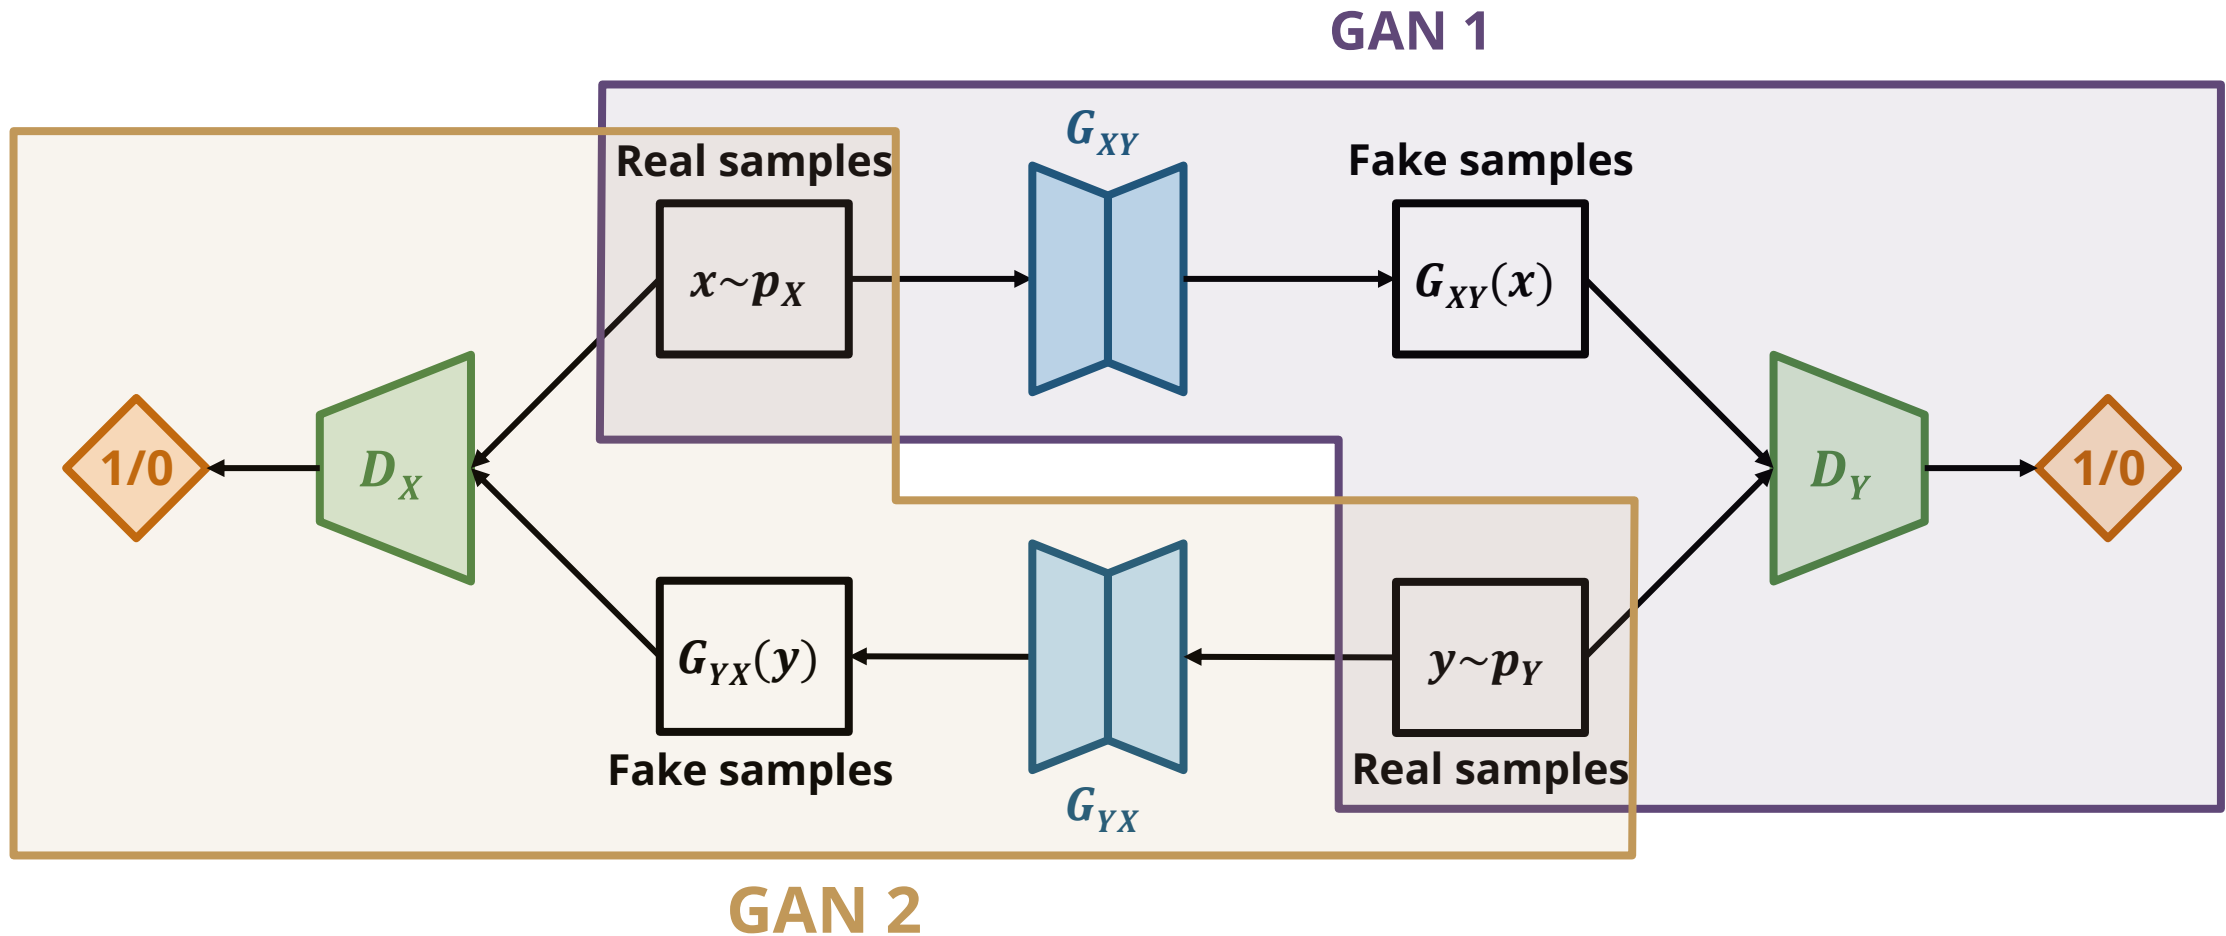 GAN 1
G_XY
Real samples
Fake samples
x~p_X
G_XY(x)
1/0
D_X
D_Y
1/0
G_YX(y)
y~p_Y
Fake samples
Real samples
G_YX
GAN 2